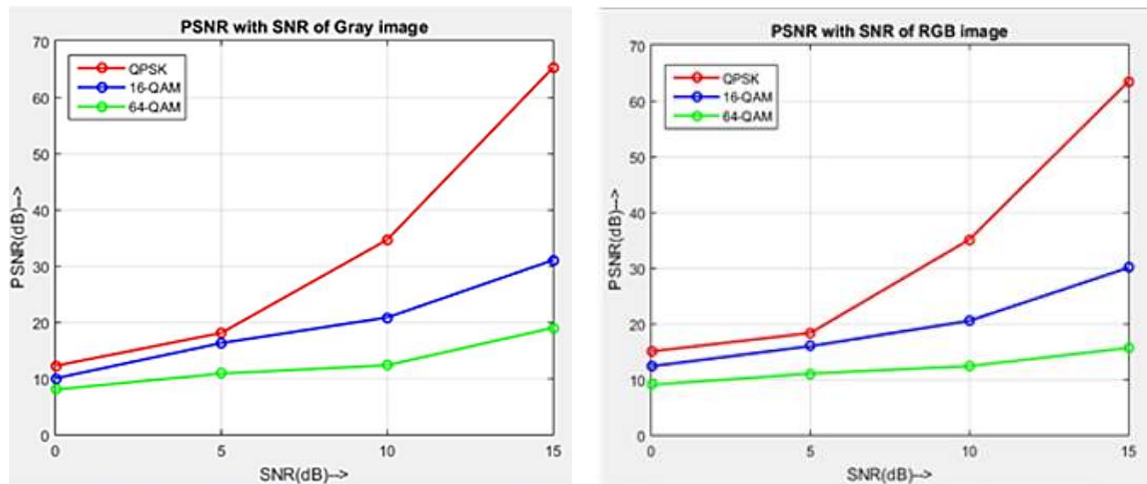 PSNR with SNR of Gray image
70
60
50
40
30
20
10
0
PSNR(dB)-->
QPSK
16-QAM
64-QAM
0 5 10 15
SNR(dB)-->
PSNR with SNR of RGB image
70
60
50
40
30
20
10
0
PSNR(dB)-->
QPSK
16-QAM
64-QAM
0 5 10 15
SNR(dB)-->